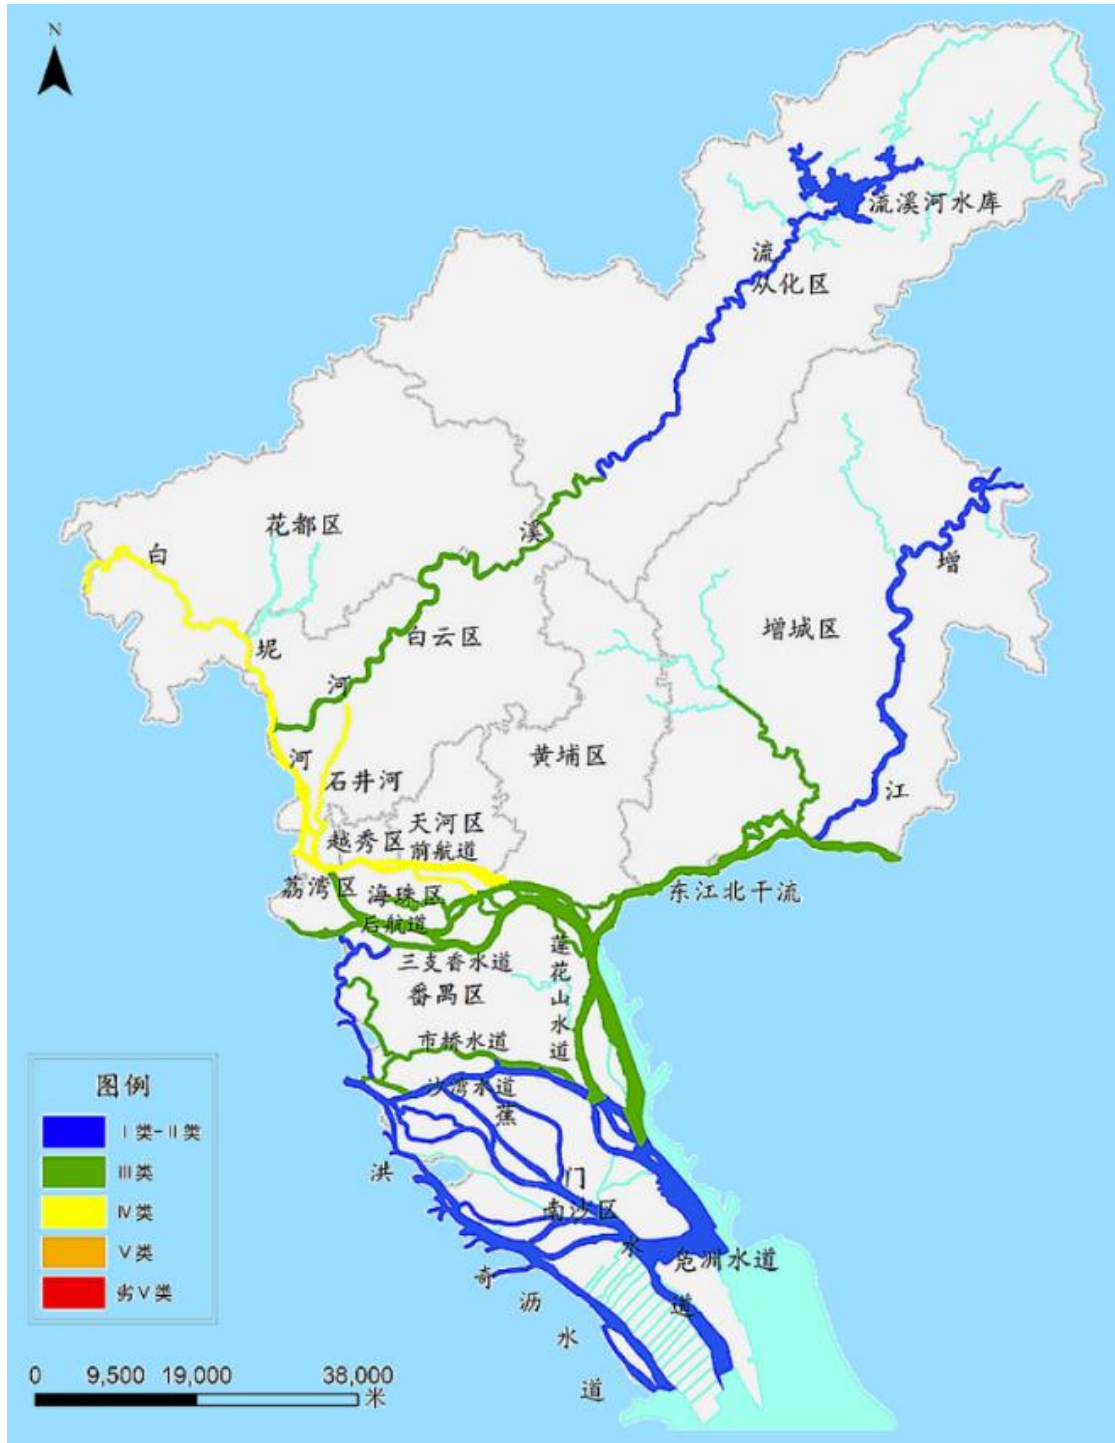 N
流溪河水库
流
从化区
花都区
溪
白
增
坭
白云区
增城区
河
河
石井河
黄埔区
江
天河区
越秀区
前航道
荔湾区
海珠区
东江北干流
后航道
三支香水道
莲花山水道
番禺区
市桥水道
沙湾水道
蕉
洪
门
南沙区
水
凫洲水道
奇
沥
道
水
道
图例
Ⅰ类-Ⅱ类
Ⅲ类
Ⅳ类
Ⅴ类
劣Ⅴ类
0 9,500 19,000 38,000
米